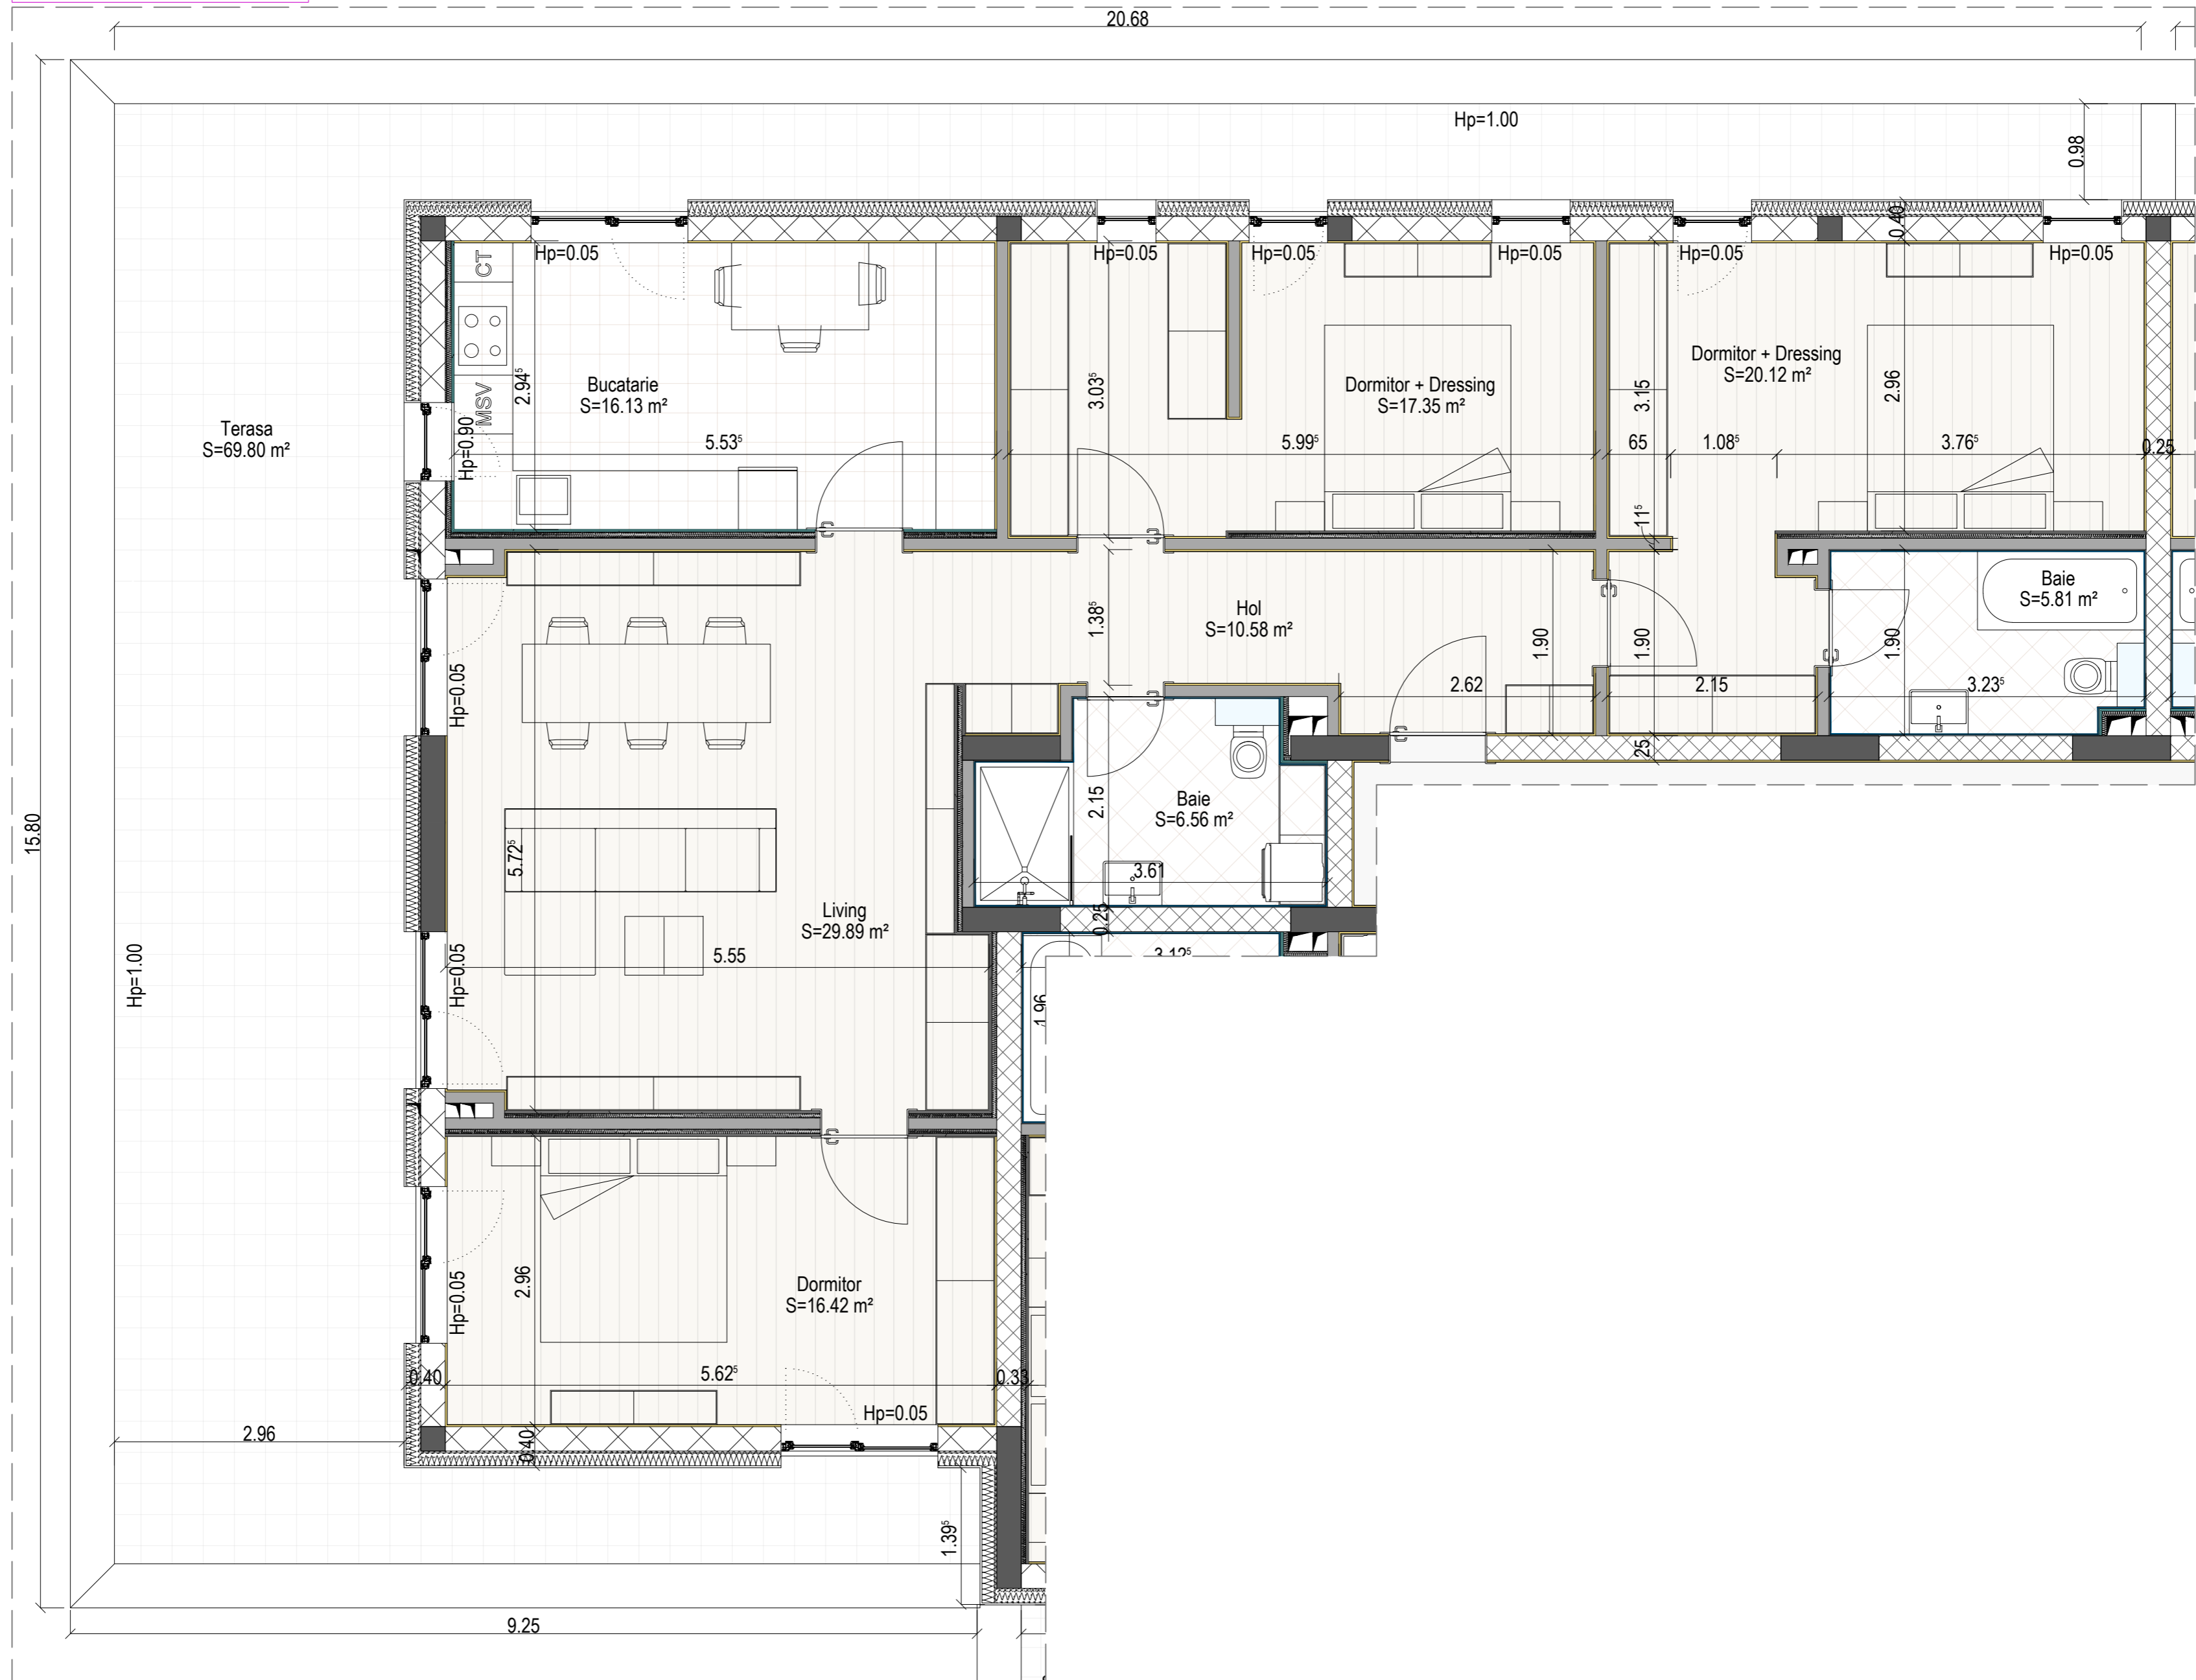 20.68
Hp=1.00
0.98
0.40
Hp=0.05
Hp=0.05
Hp=0.05
Hp=0.05
Hp=0.05
Hp=0.05
CT
MSV
2.94⁵
Bucatarie
S=16.13 m²
3.03⁵
Dormitor + Dressing
S=17.35 m²
3.15
Dormitor + Dressing
S=20.12 m²
2.96
Terasa
S=69.80 m²
Hp=0.90
5.53⁵
5.99⁵
65
1.08⁵
3.76⁵
0.25
11⁵
Baie
S=5.81 m²
1.38⁵
Hol
S=10.58 m²
1.90
1.90
1.90
Hp=0.05
2.62
2.15
3.23⁵
25
15.80
2.15
Baie
S=6.56 m²
5.72⁵
3.61
Living
S=29.89 m²
0.25
Hp=1.00
Hp=0.05
5.55
3.12⁵
1.96
Dormitor
S=16.42 m²
2.96
Hp=0.05
0.40
5.62⁵
0.33
Hp=0.05
2.96
0.40
1.39⁵
9.25